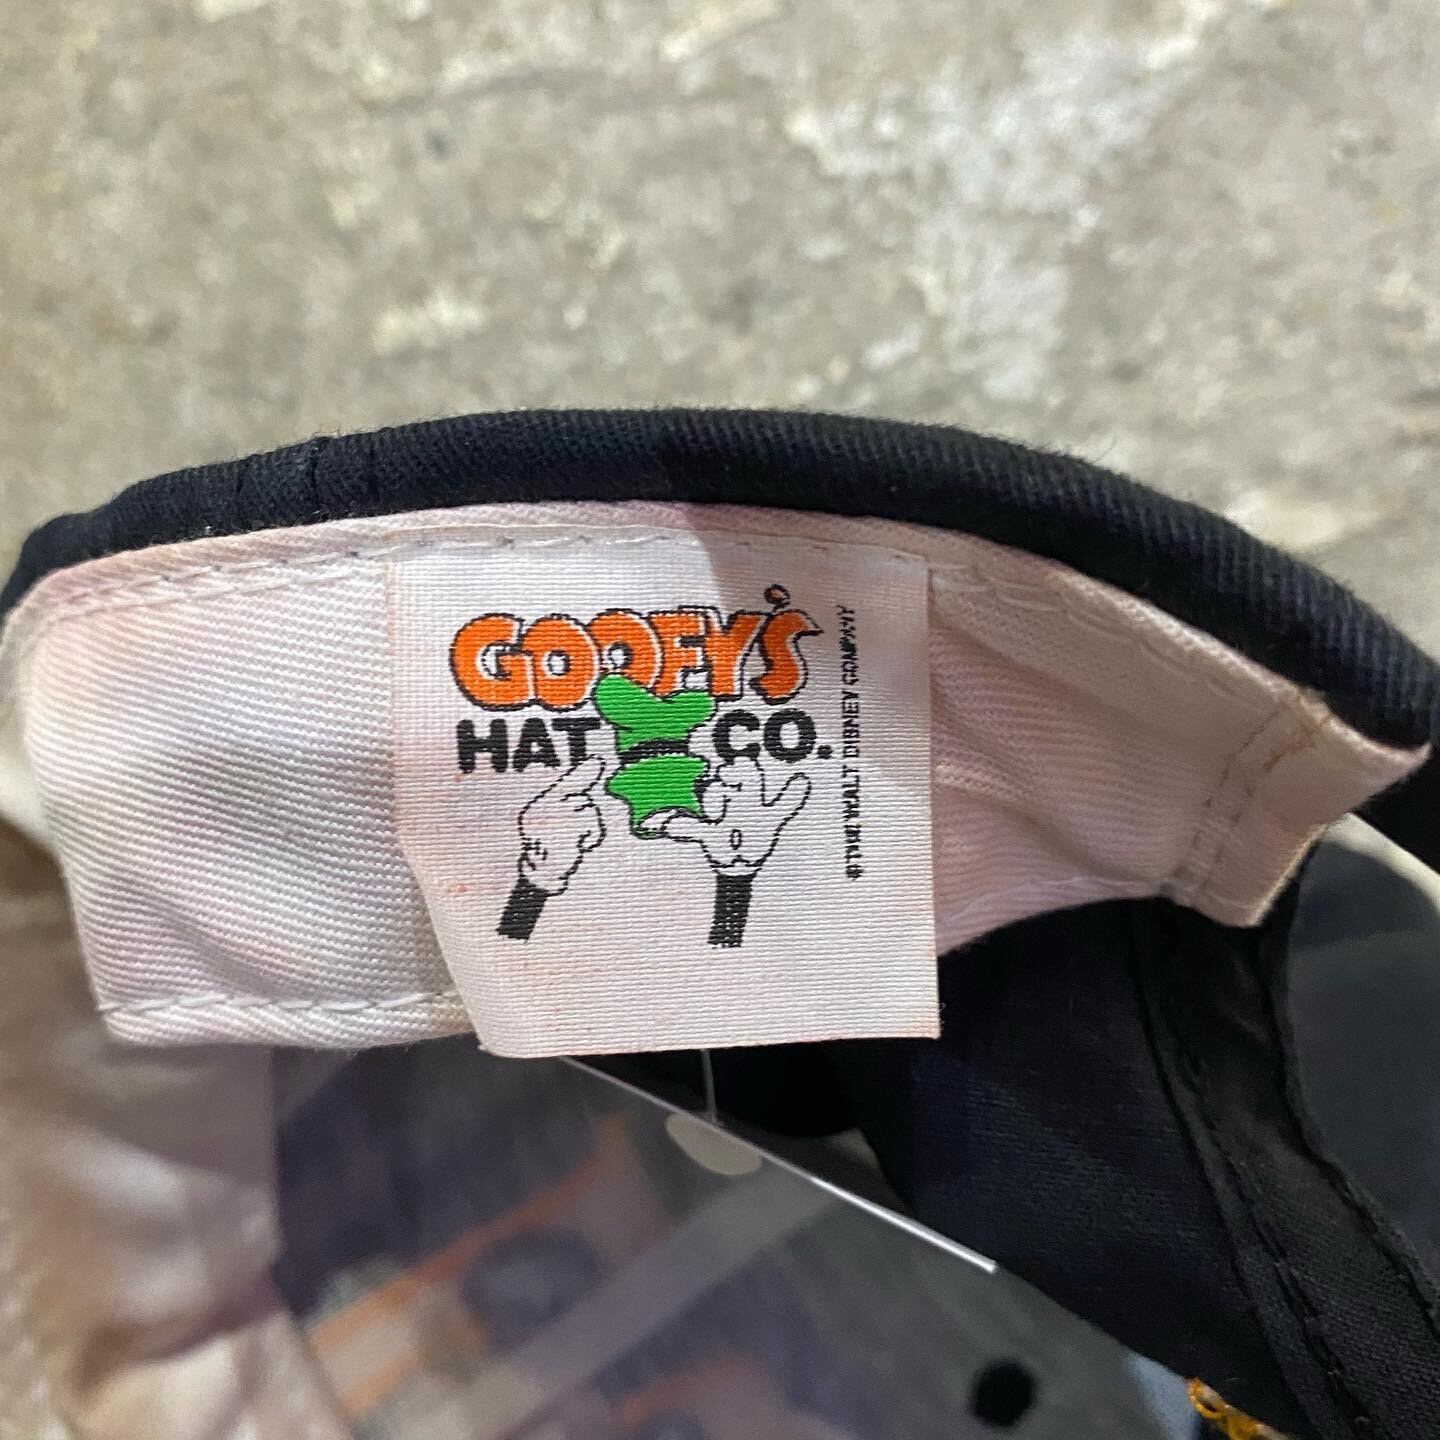 GOOFY'S
HAT CO.
© THE WALT DISNEY COMPANY